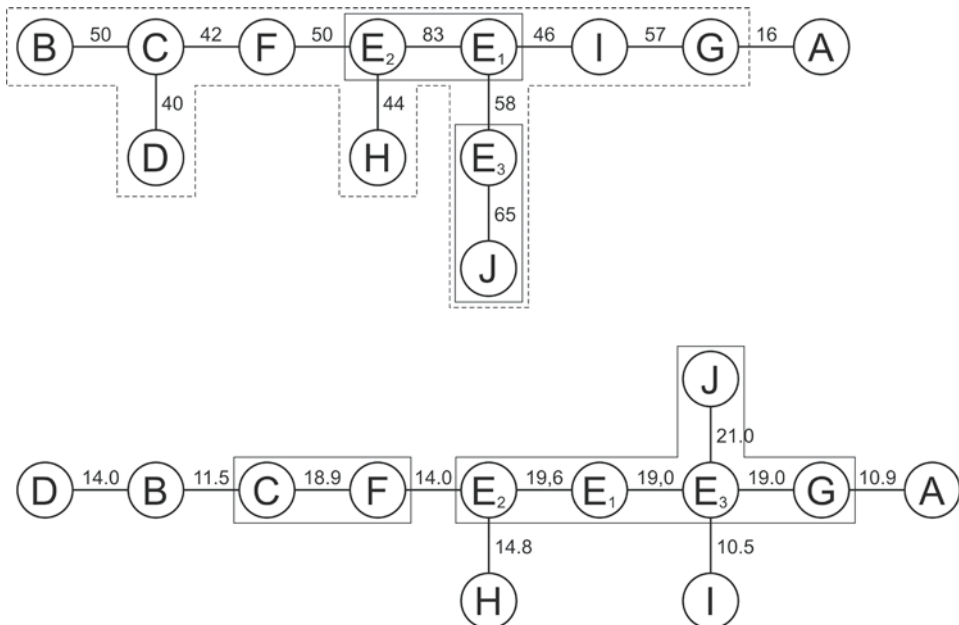 B 50 C 42 F 50 E₂ 83 E₁ 46 I 57 G 16 A
40 44 58
D H E₃
65
J
J
21.0
D 14.0 B 11.5 C 18.9 F 14.0 E₂ 19,6 E₁ 19,0 E₃ 19.0 G 10.9 A
14.8 10.5
H I